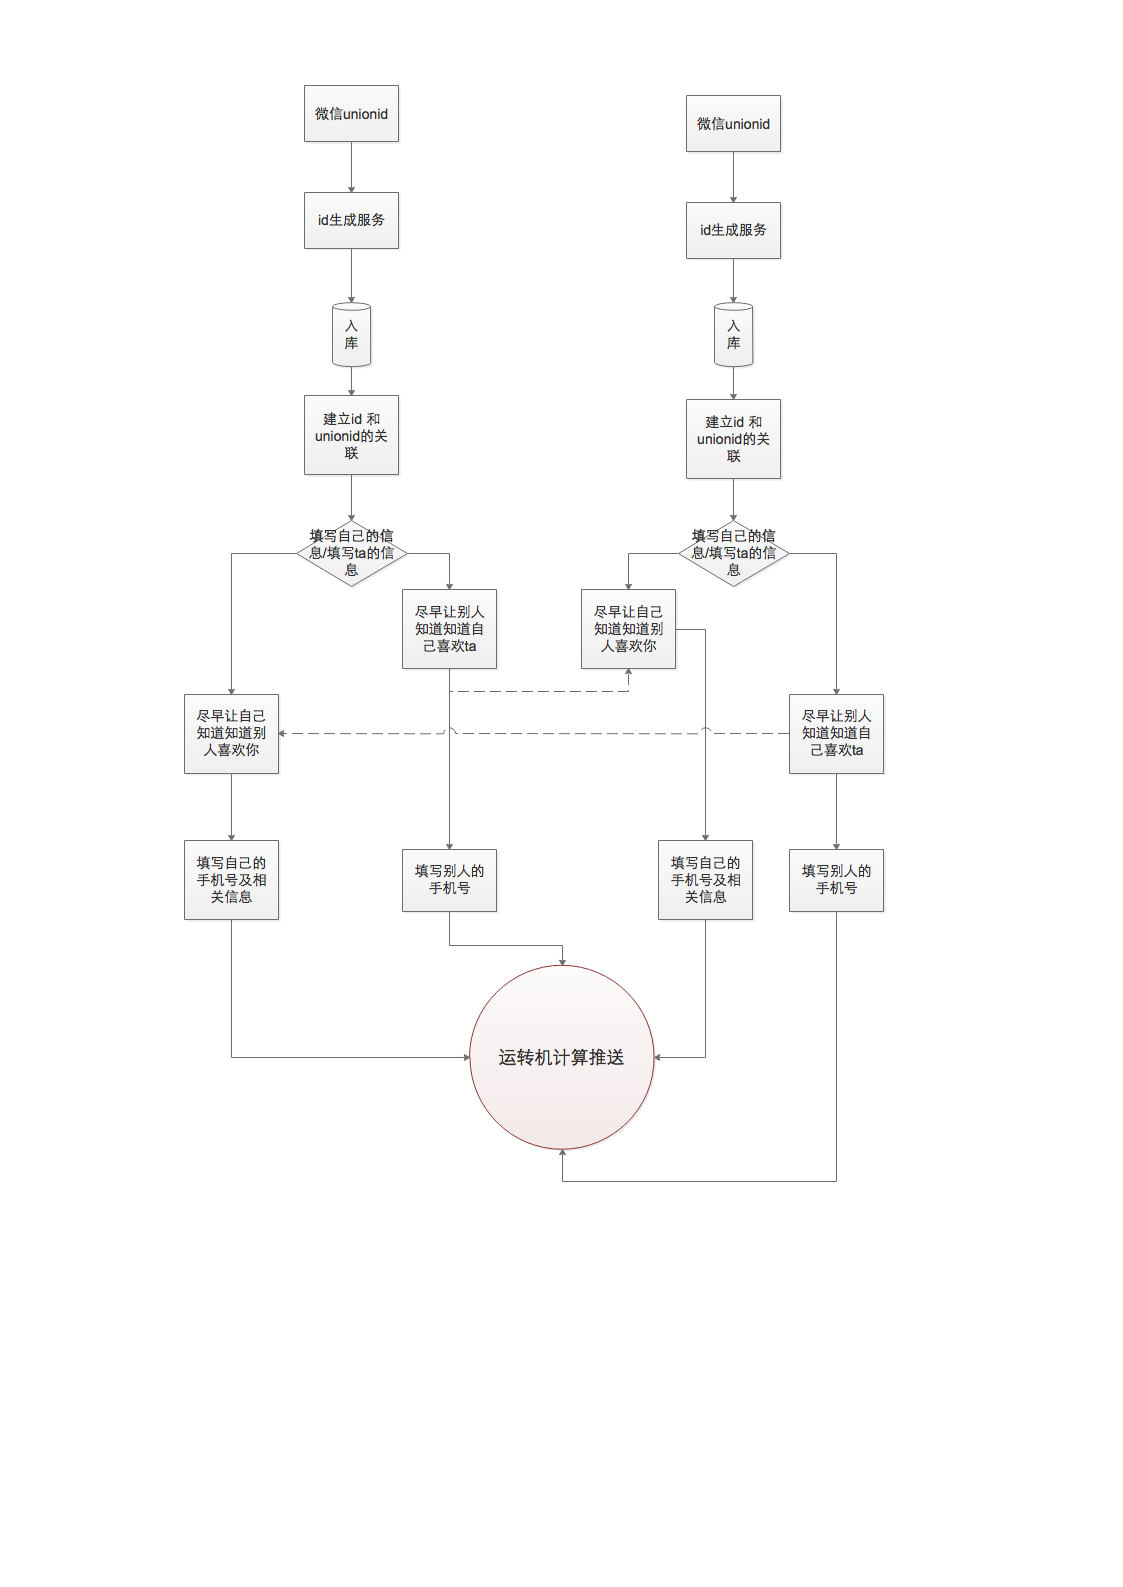 微信unionid
微信unionid
id生成服务
id生成服务
入
库
入
库
建立id 和
unionid的关
联
建立id 和
unionid的关
联
填写自己的信
息/填写ta的信
息
填写自己的信
息/填写ta的信
息
尽早让别人
知道知道自
己喜欢ta
尽早让自己
知道知道别
人喜欢你
尽早让自己
知道知道别
人喜欢你
尽早让别人
知道知道自
己喜欢ta
填写自己的
手机号及相
关信息
填写别人的
手机号
填写自己的
手机号及相
关信息
填写别人的
手机号
运转机计算推送